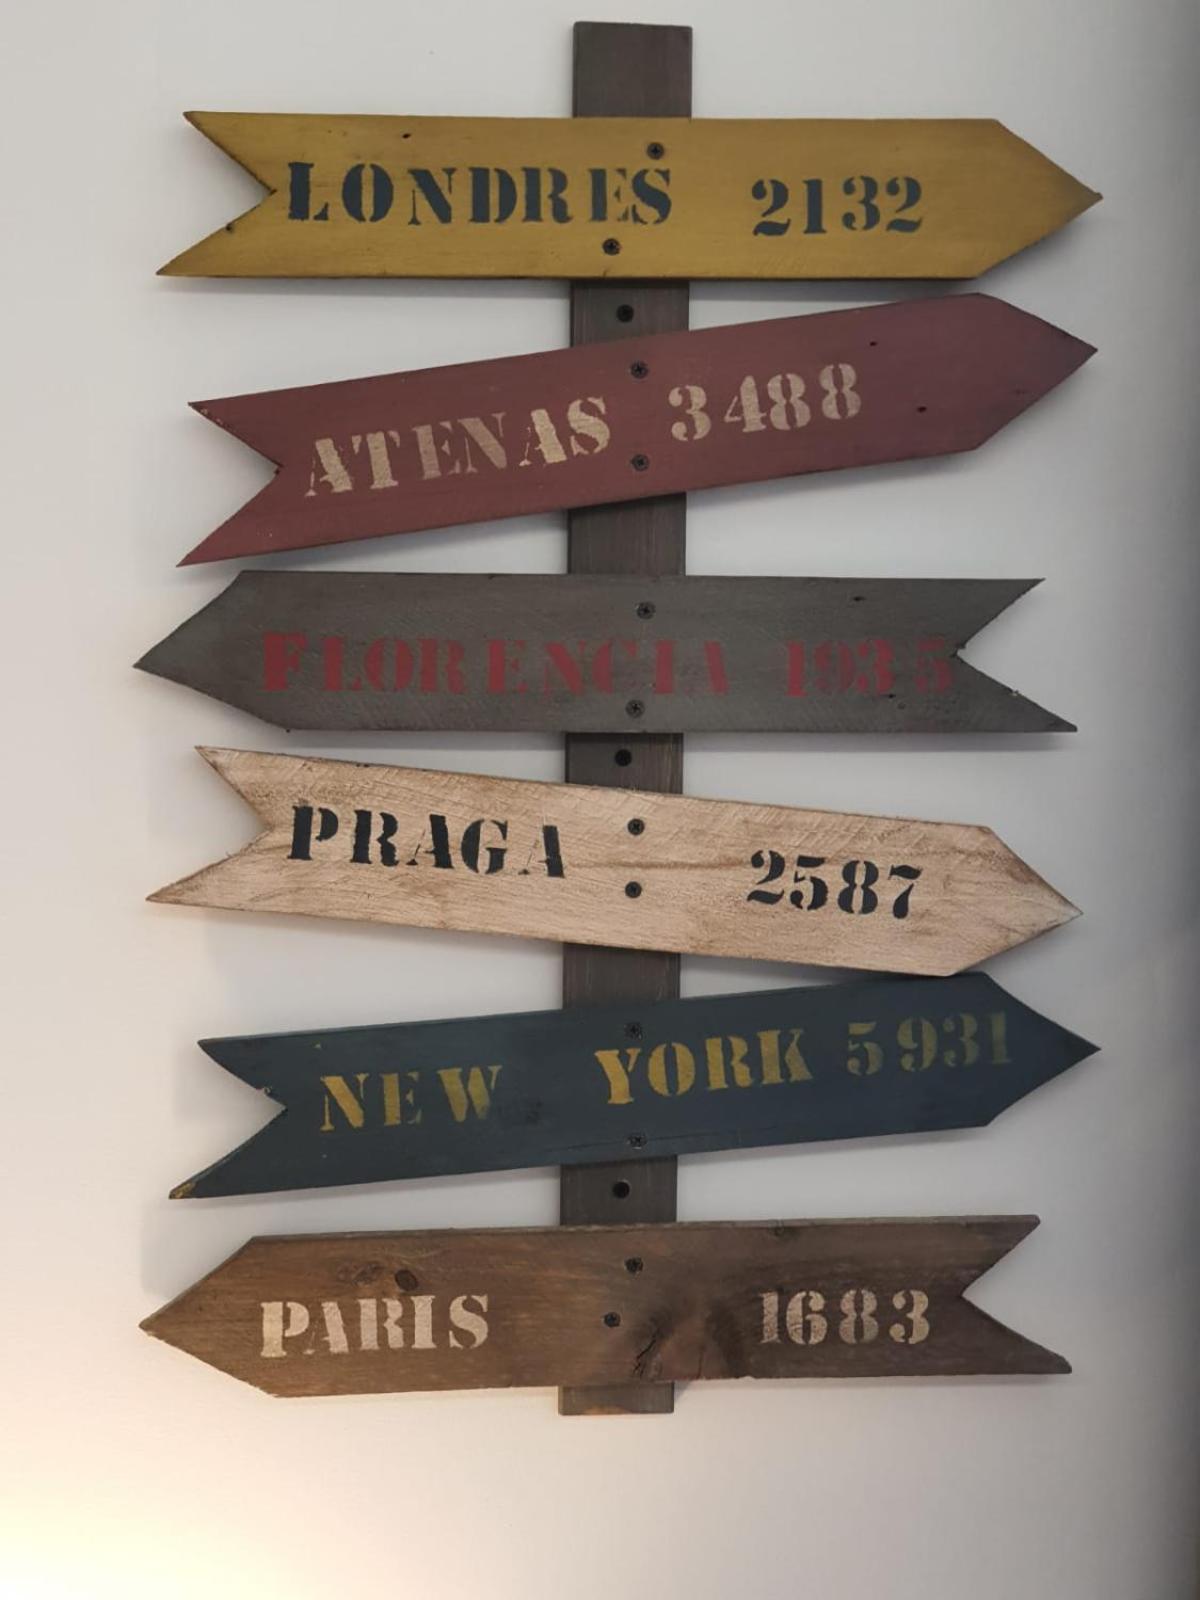 LONDRES 2132
ATENAS 3488
FLORENCIA 1935
PRAGA 2587
NEW YORK 5931
PARIS 1683